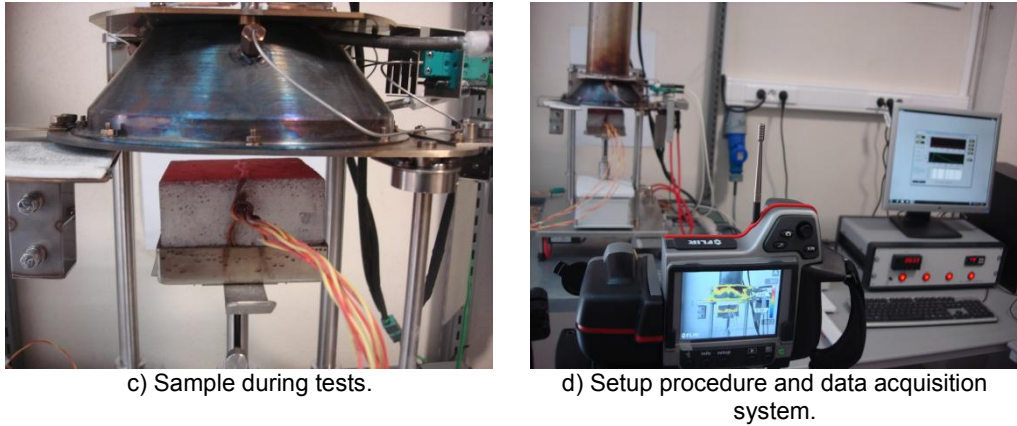 c) Sample during tests.
d) Setup procedure and data acquisition
system.
FLIR